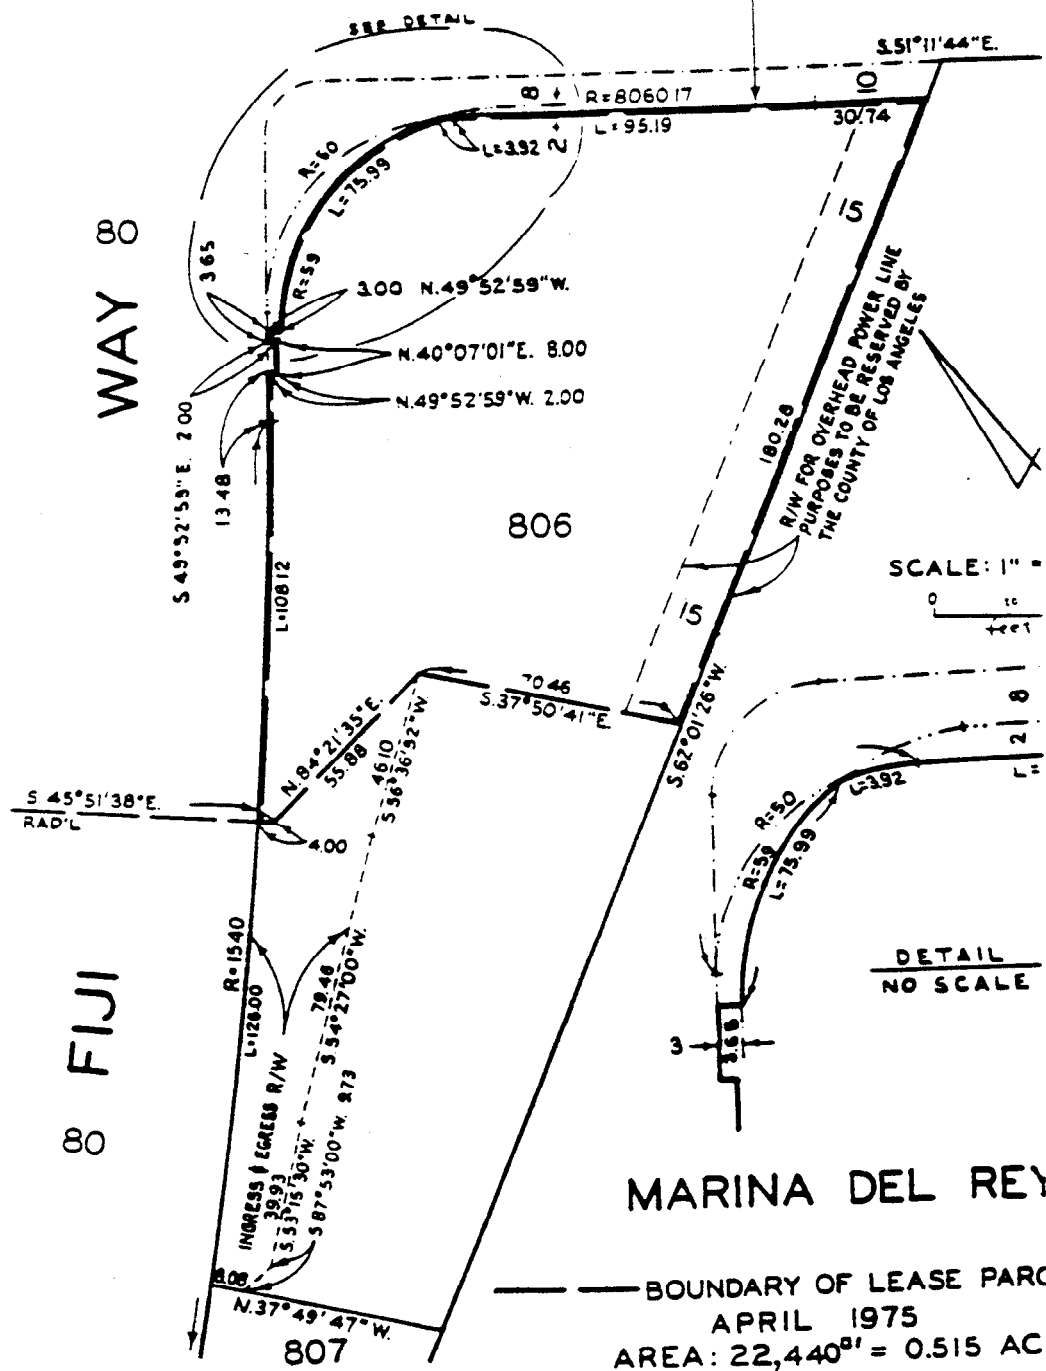 SEE DETAIL
S.51°11'44"E.
10
8
R=8060.17
30.74
L=95.19
2
L=3.92
R=50
L=75.99
R=59
15
80
WAY
3.65
3.00 N.49°52'59"W.
N.40°07'01"E. 8.00
N.49°52'59"W. 2.00
S.49°52'59"E. 2.00
13.48
R/W FOR OVERHEAD POWER LINE
PURPOSES TO BE RESERVED BY
THE COUNTY OF LOS ANGELES
180.28
806
L=108.12
SCALE: 1" =
0
feet
15
70.46
S.37°50'41"E.
S.62°01'26"W.
N.84°21'35"E.
55.88
46.10
S.56°36'52"W.
S.45°51'38"E.
RAD'L
4.00
8
2
L=
L=3.92
R=50
R=59
L=75.99
DETAIL
NO SCALE
3
3.65
FIJI
80
R=1540
L=126.00
79.46
S.54°27'00"W.
INGRESS & EGRESS R/W
39.93
S.53°15'30"W.
S.87°53'00"W. 9.73
8.08
N.37°49'47"W.
807
MARINA DEL REY
BOUNDARY OF LEASE PARC
APRIL 1975
AREA: 22,440 = 0.515 AC